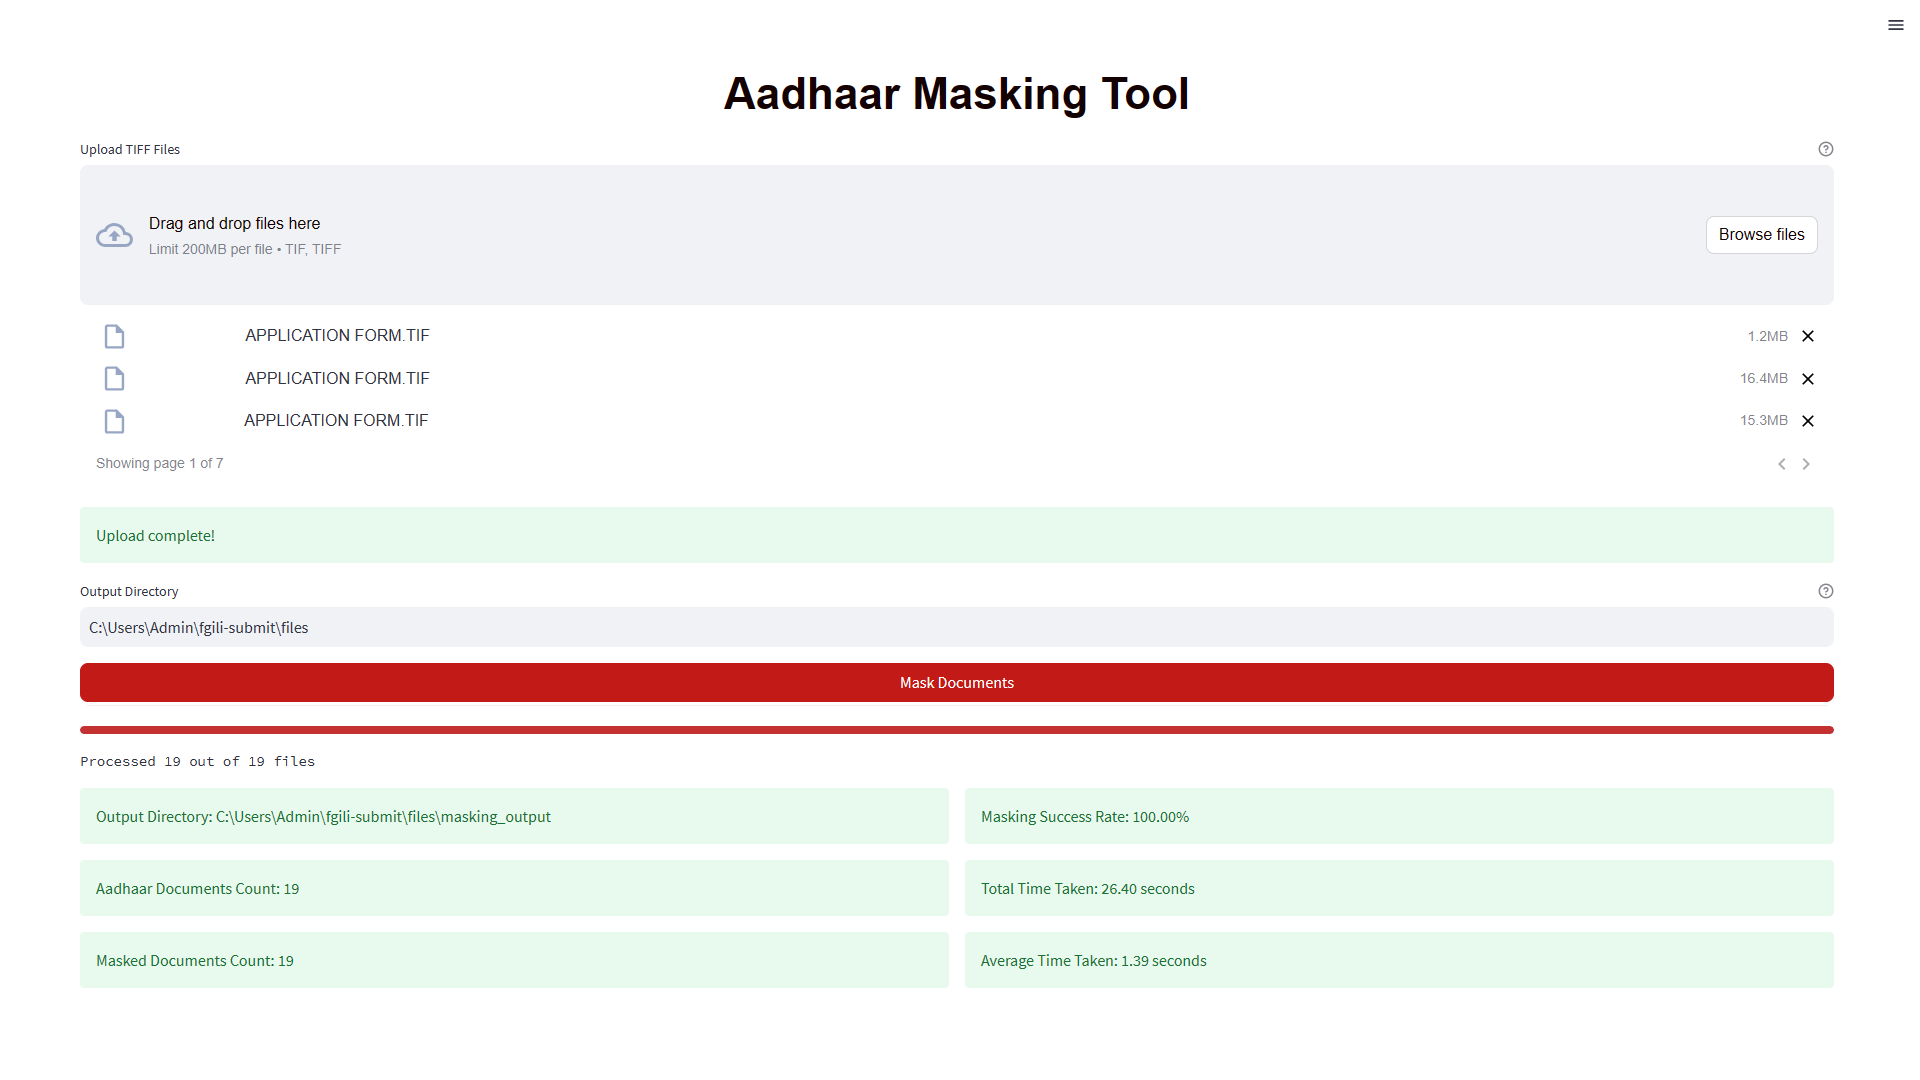 Aadhaar Masking Tool
Upload TIFF Files
Drag and drop files here
Limit 200MB per file • TIF, TIFF
Browse files
APPLICATION FORM.TIF 1.2MB
APPLICATION FORM.TIF 16.4MB
APPLICATION FORM.TIF 15.3MB
Showing page 1 of 7
Upload complete!
Output Directory
C:\Users\Admin\fgili-submit\files
Mask Documents
Processed 19 out of 19 files
Output Directory: C:\Users\Admin\fgili-submit\files\masking_output
Masking Success Rate: 100.00%
Aadhaar Documents Count: 19
Total Time Taken: 26.40 seconds
Masked Documents Count: 19
Average Time Taken: 1.39 seconds